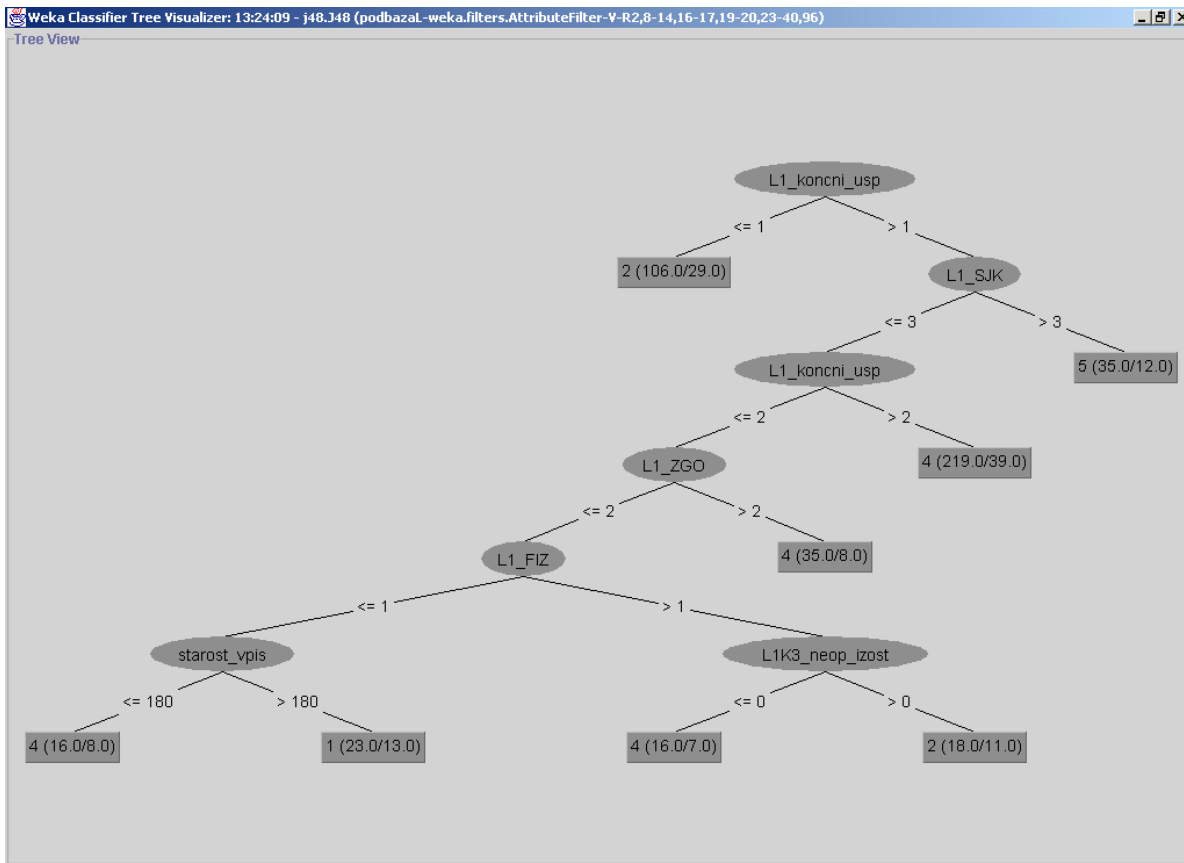 Weka Classifier Tree Visualizer: 13:24:09 - j48.J48 (podbazaL-weka.filters.AttributeFilter-V-R2,8-14,16-17,19-20,23-40,96)
Tree View
L1_koncni_usp
<= 1
> 1
2 (106.0/29.0)
L1_SJK
<= 3
> 3
L1_koncni_usp
5 (35.0/12.0)
<= 2
> 2
L1_ZGO
4 (219.0/39.0)
<= 2
> 2
L1_FIZ
4 (35.0/8.0)
<= 1
> 1
starost_vpis
L1K3_neop_izost
<= 180
> 180
<= 0
> 0
4 (16.0/8.0)
1 (23.0/13.0)
4 (16.0/7.0)
2 (18.0/11.0)